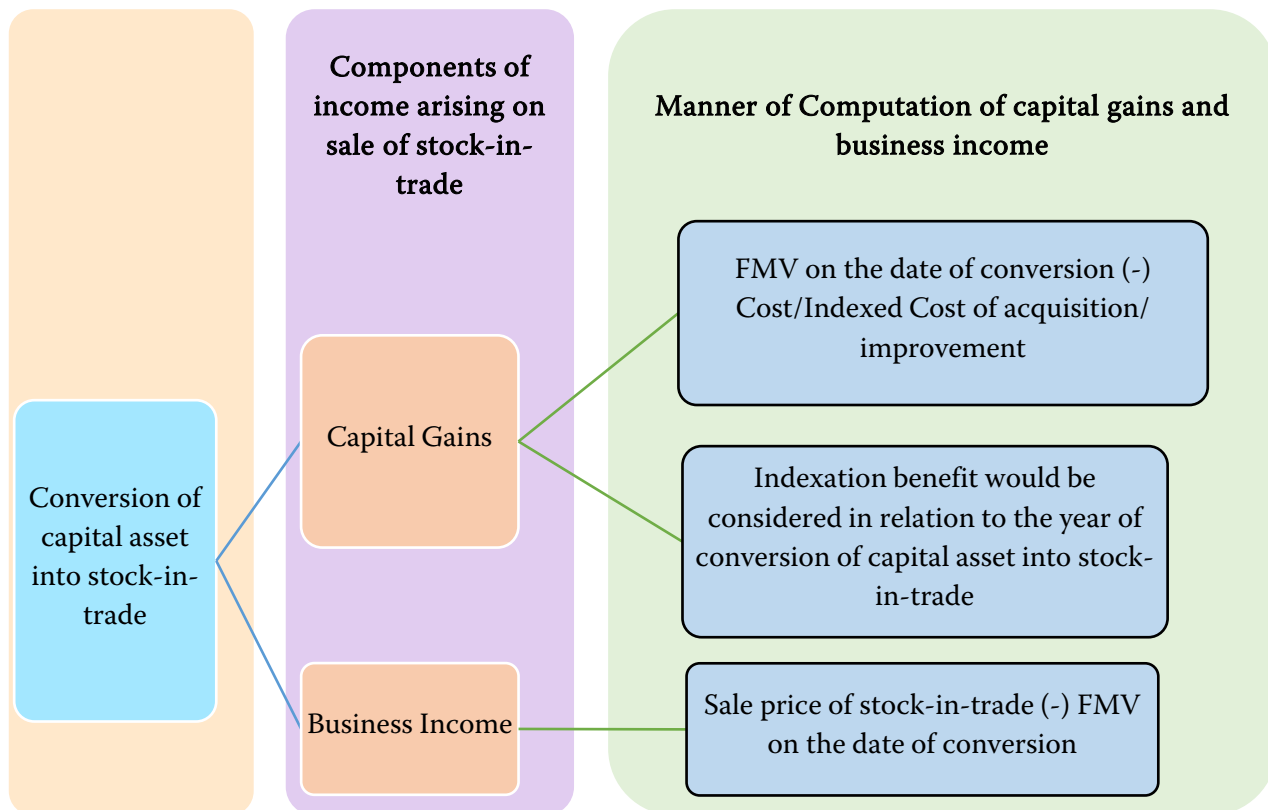 Components of
income arising on
sale of stock-in-
trade
Manner of Computation of capital gains and
business income
Conversion of
capital asset
into stock-in-
trade
Capital Gains
FMV on the date of conversion (-)
Cost/Indexed Cost of acquisition/
improvement
Indexation benefit would be
considered in relation to the year of
conversion of capital asset into stock-
in-trade
Business Income
Sale price of stock-in-trade (-) FMV
on the date of conversion